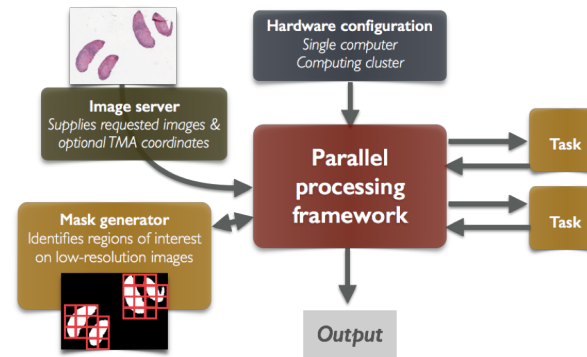 Hardware configuration
Single computer
Computing cluster
Image server
Supplies requested images &
optional TMA coordinates
Parallel
processing
framework
Task
Task
Mask generator
Identifies regions of interest
on low-resolution images
Output